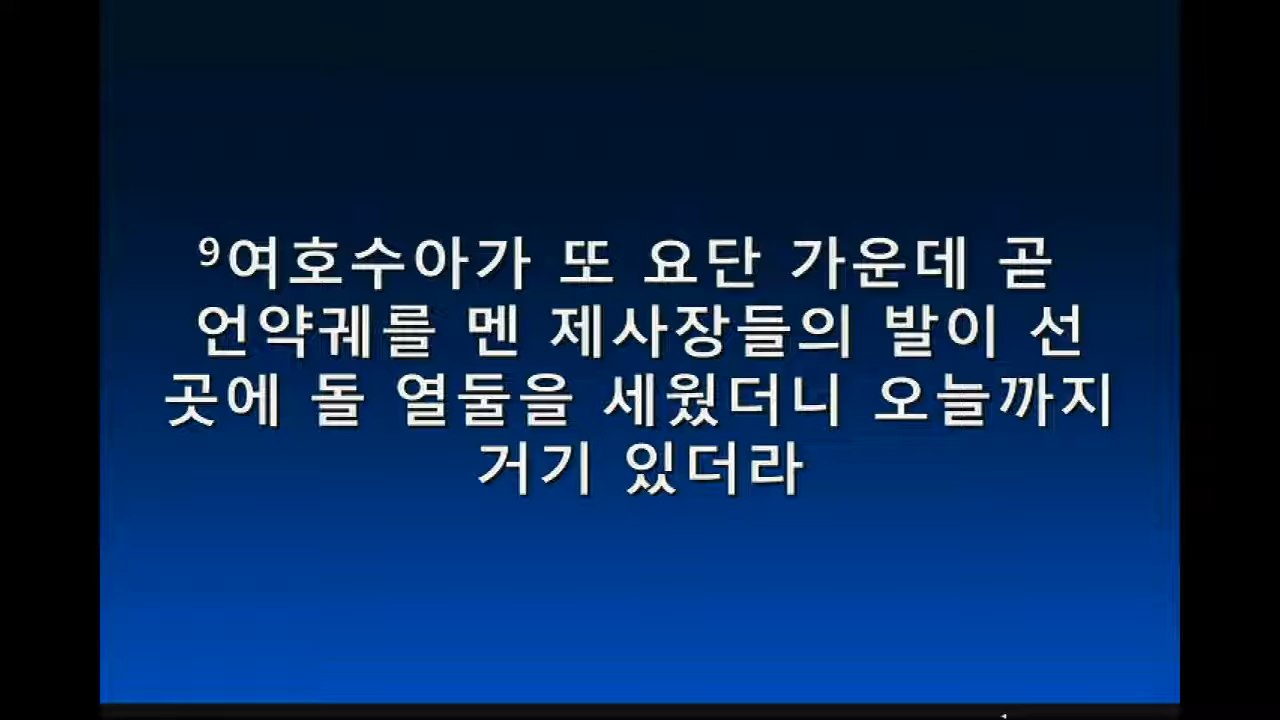 ⁹여호수아가 또 요단 가운데 곧
언약궤를 멘 제사장들의 발이 선
곳에 돌 열둘을 세웠더니 오늘까지
거기 있더라